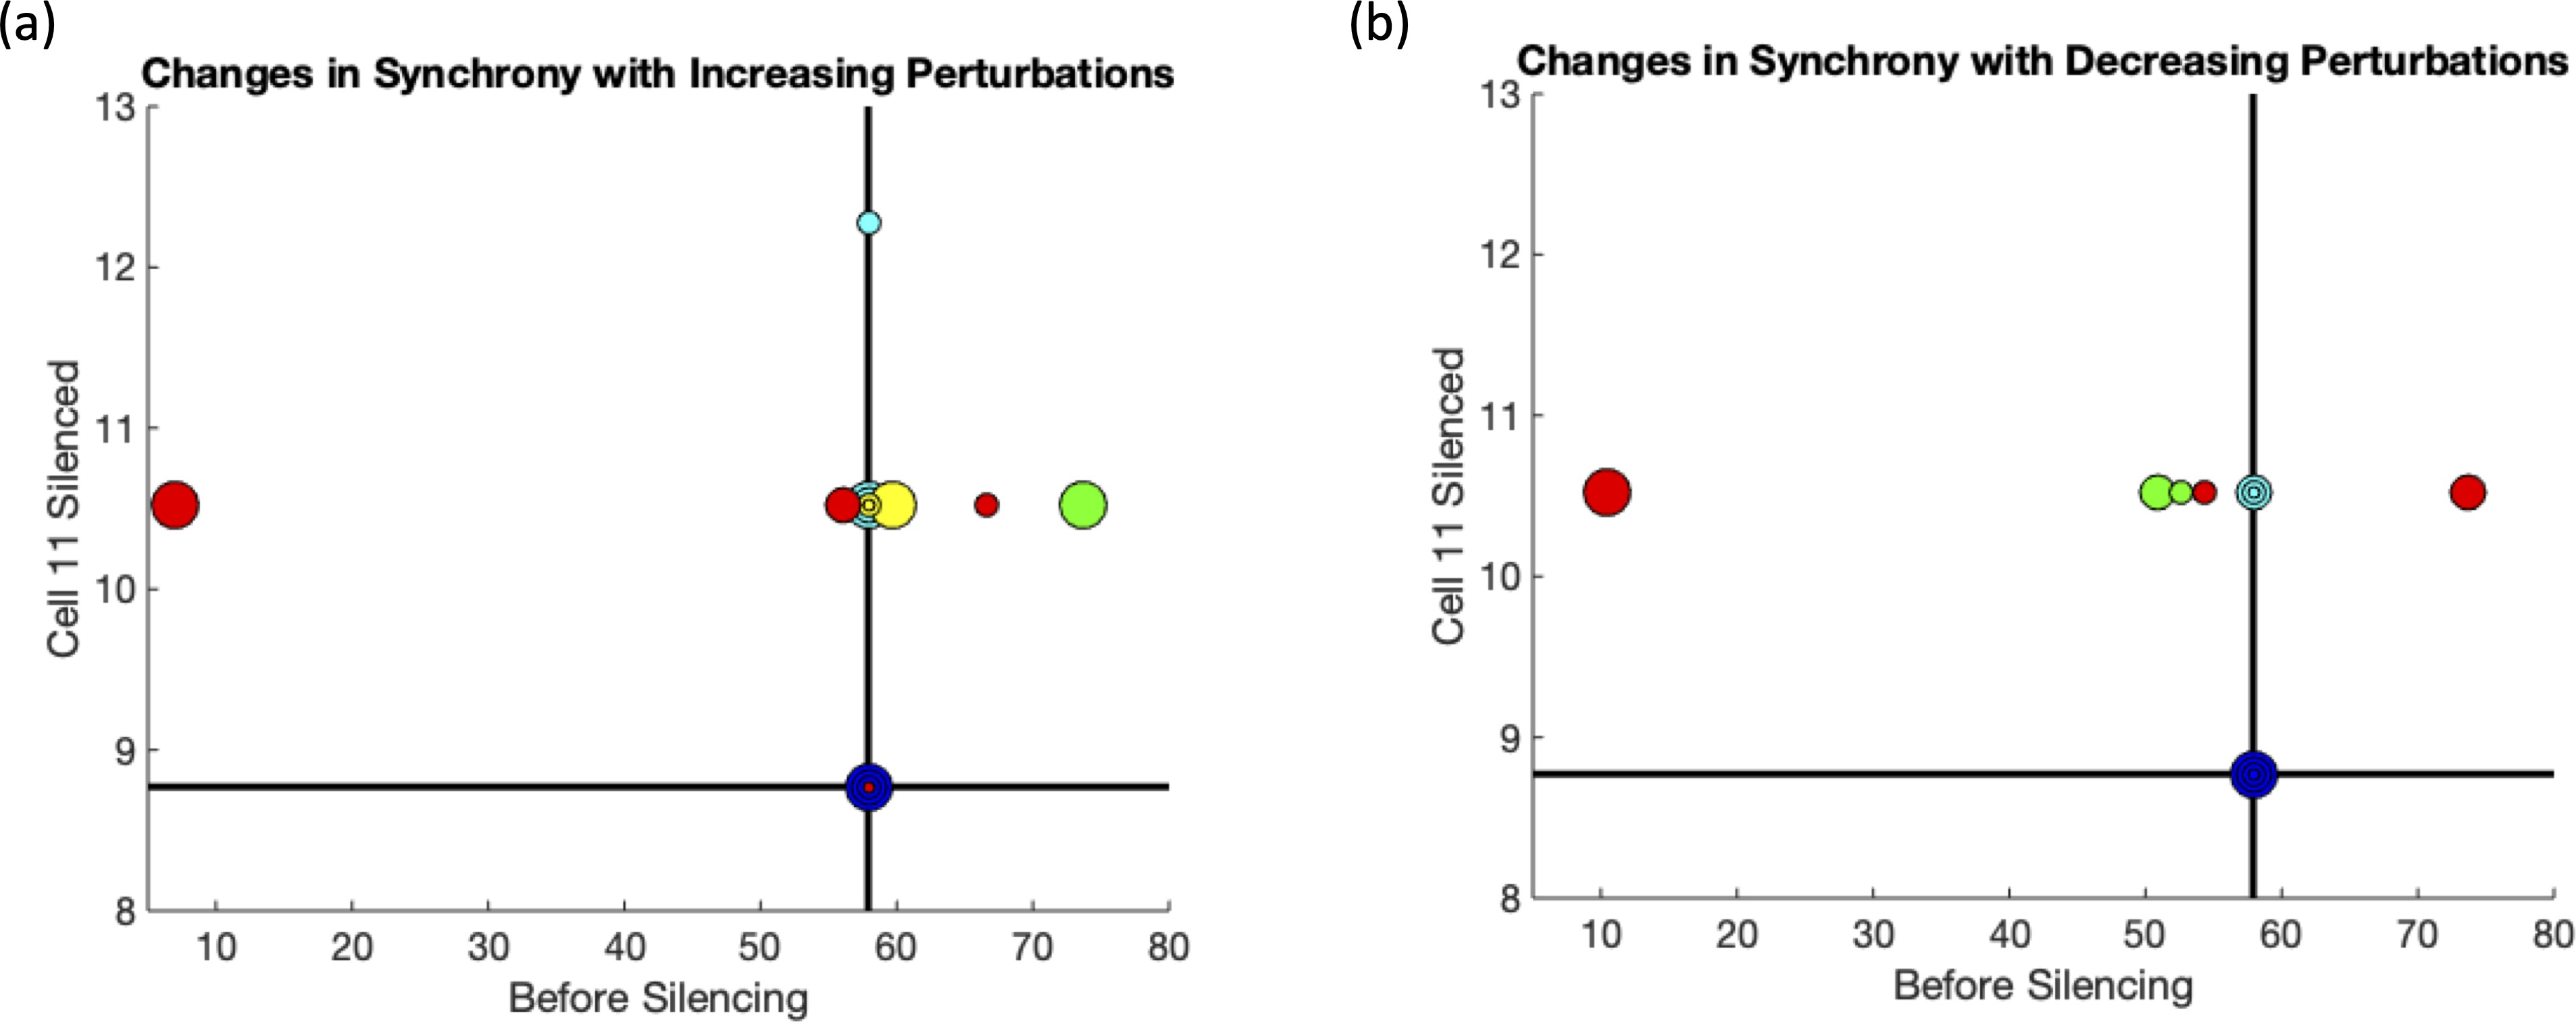 (a)
Changes in Synchrony with Increasing Perturbations
13
12
11
10
9
8
Cell 11 Silenced
10 20 30 40 50 60 70 80
Before Silencing
(b)
Changes in Synchrony with Decreasing Perturbations
13
12
11
10
9
8
Cell 11 Silenced
10 20 30 40 50 60 70 80
Before Silencing